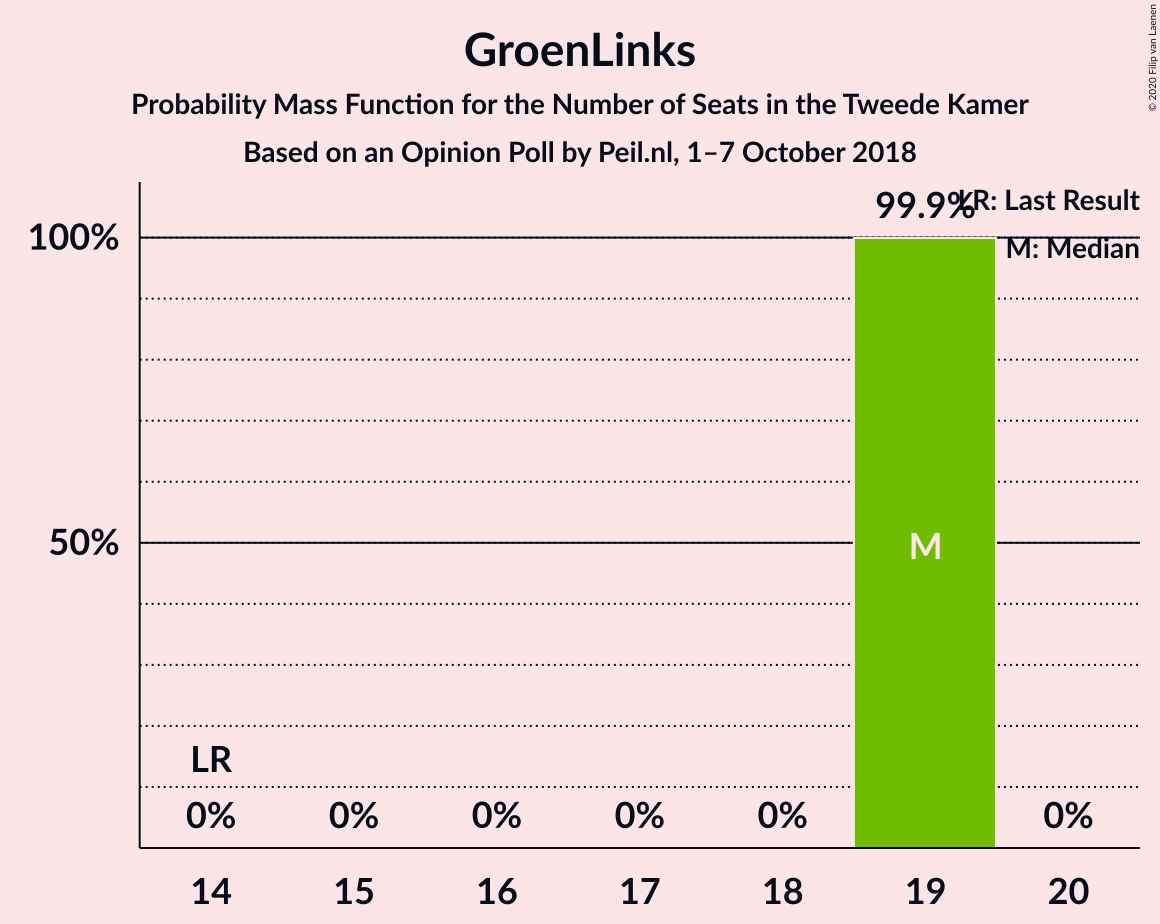 GroenLinks
Probability Mass Function for the Number of Seats in the Tweede Kamer
Based on an Opinion Poll by Peil.nl, 1–7 October 2018
© 2020 Filip van Laenen
99.9%
LR: Last Result
M: Median
100%
50%
M
LR
0% 0% 0% 0% 0% 0%
14 15 16 17 18 19 20